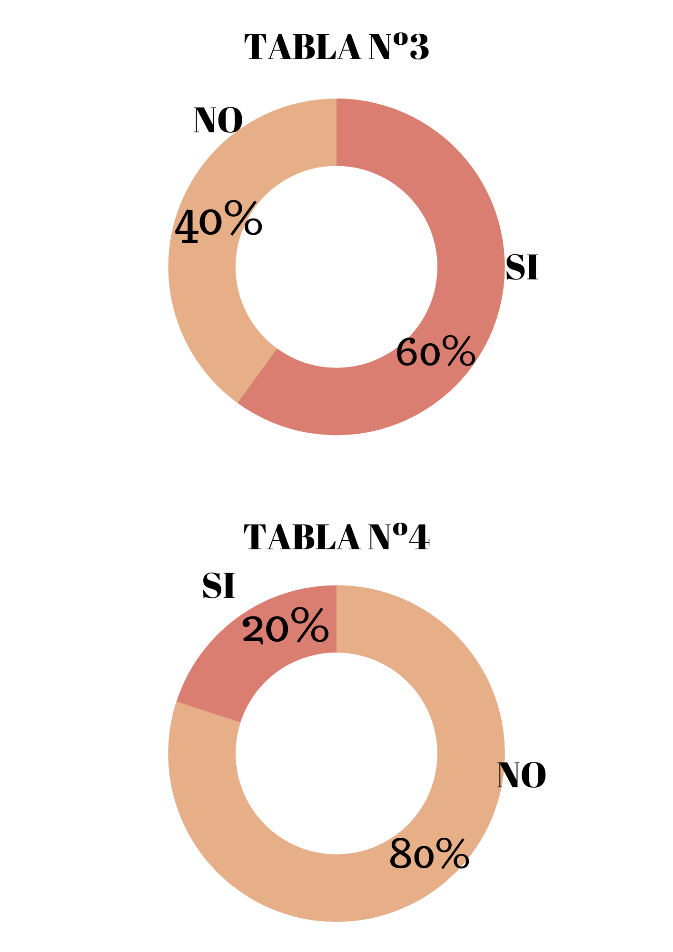 TABLA Nº3
NO
40%
SI
60%
TABLA Nº4
SI
20%
NO
80%